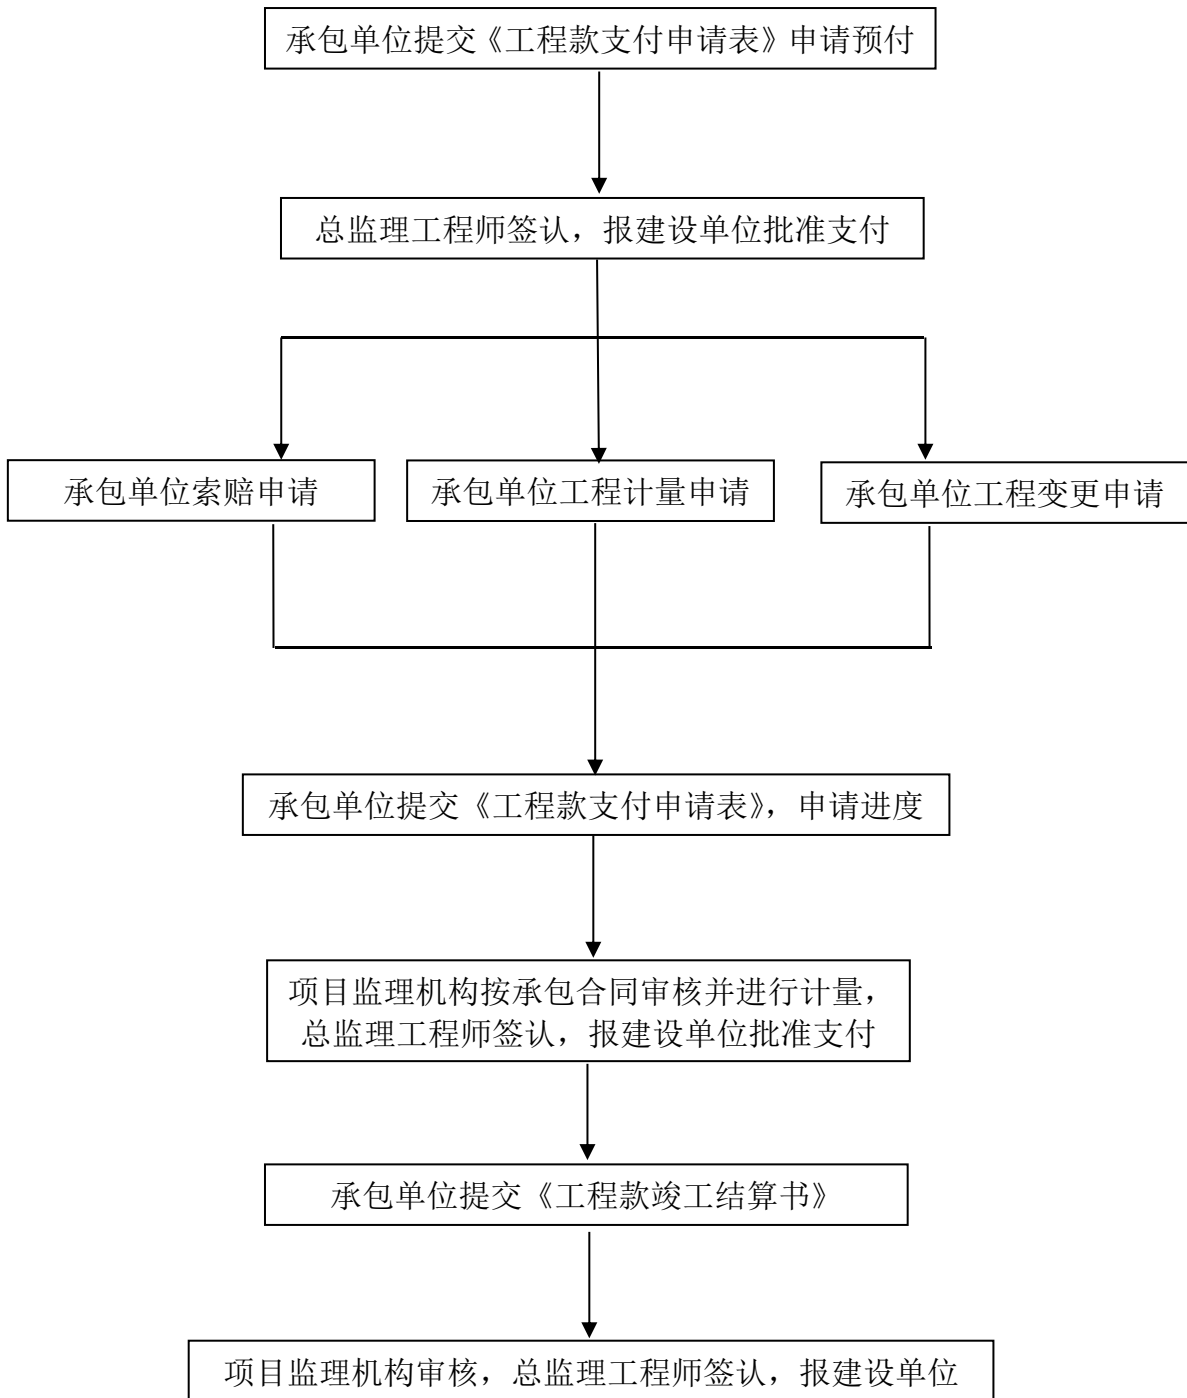 承包单位提交《工程款支付申请表》申请预付
总监理工程师签认，报建设单位批准支付
承包单位索赔申请
承包单位工程计量申请
承包单位工程变更申请
承包单位提交《工程款支付申请表》，申请进度
项目监理机构按承包合同审核并进行计量，
总监理工程师签认，报建设单位批准支付
承包单位提交《工程款竣工结算书》
项目监理机构审核，总监理工程师签认，报建设单位